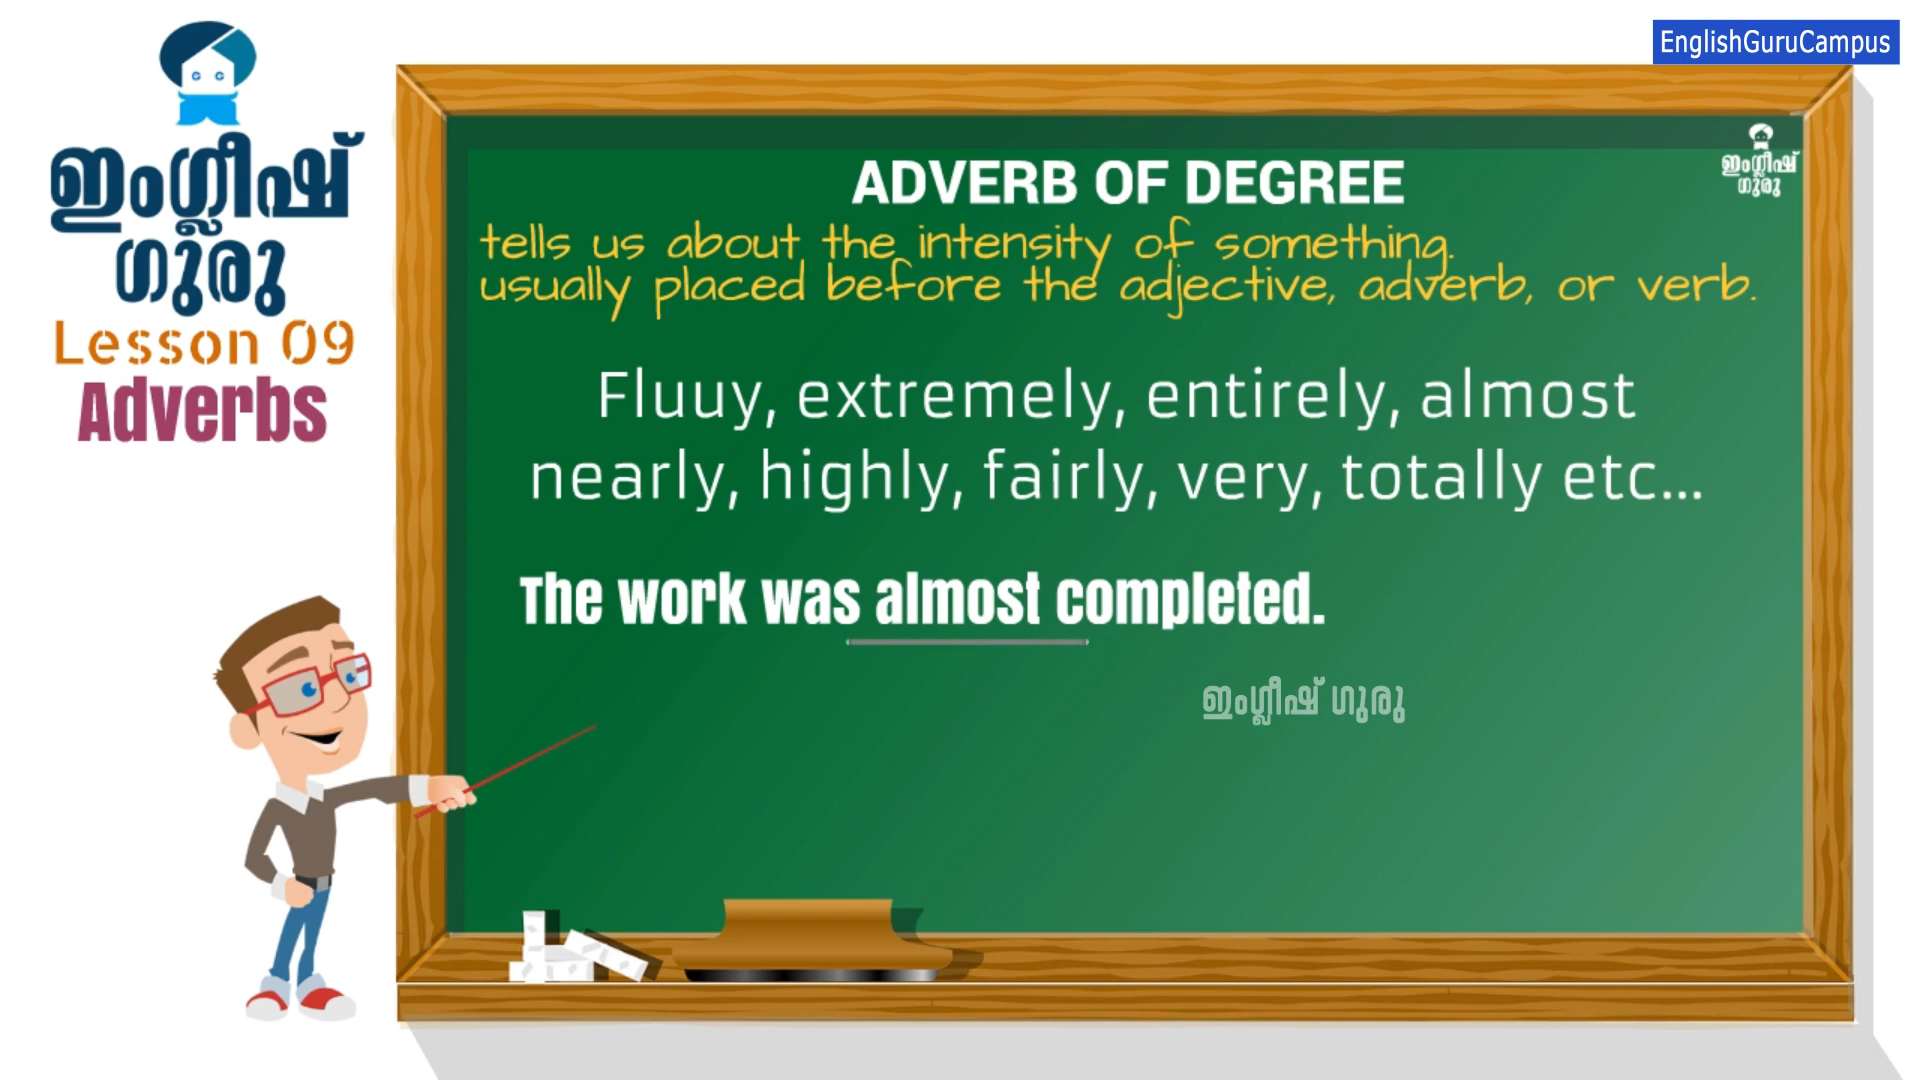 EnglishGuruCampus
ഇംഗ്ലീഷ്
ഗുരു
Lesson 09
Adverbs
ഇംഗ്ലീഷ്
ഗുരു
ADVERB OF DEGREE
tells us about the intensity of something.
usually placed before the adjective, adverb, or verb.
Fluuy, extremely, entirely, almost
nearly, highly, fairly, very, totally etc...
The work was almost completed.
ഇംഗ്ലീഷ് ഗുരു